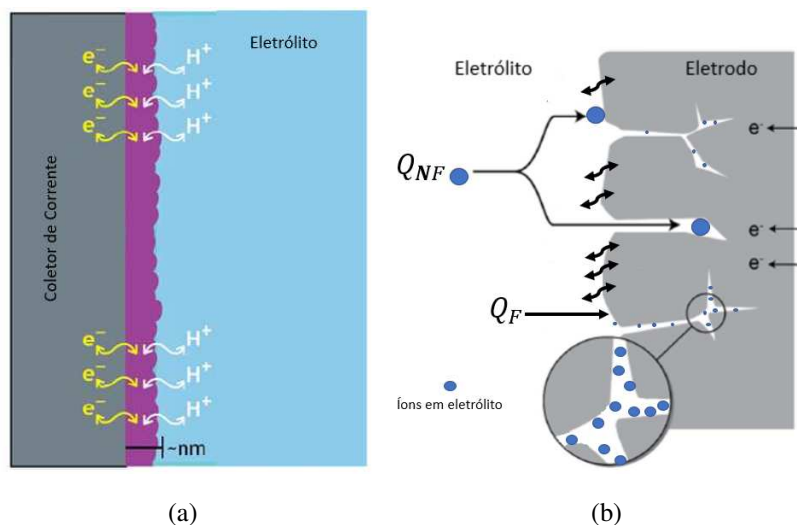 e⁻ H⁺
e⁻ H⁺
e⁻ H⁺
Eletrólito
Coletor de Corrente
e⁻ H⁺
e⁻ H⁺
e⁻ H⁺
~nm
(a)
Eletrólito
Eletrodo
e⁻
Q_NF
e⁻
e⁻
Q_F
Íons em eletrólito
(b)